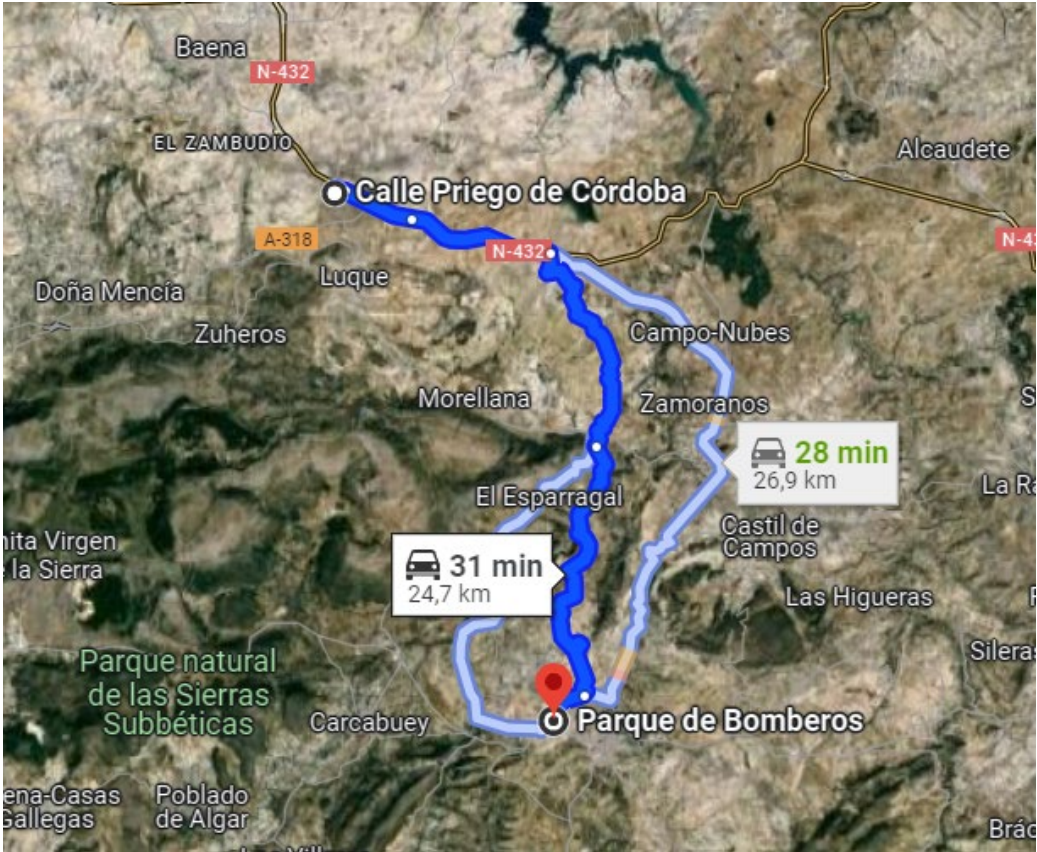 Baena
N-432
EL ZAMBUDIO
Alcaudete
Calle Priego de Córdoba
A-318
N-432
N-43
Luque
Doña Mencía
Zuheros
Campo-Nubes
Morellana
Zamoranos
28 min
26,9 km
El Esparragal
La Ra
Castil de
Campos
nita Virgen
la Sierra
31 min
24,7 km
Las Higueras
Sileras
Parque natural
de las Sierras
Subbéticas
Carcabuey
Parque de Bomberos
ena-Casas
Gallegas
Poblado
de Algar
Brác